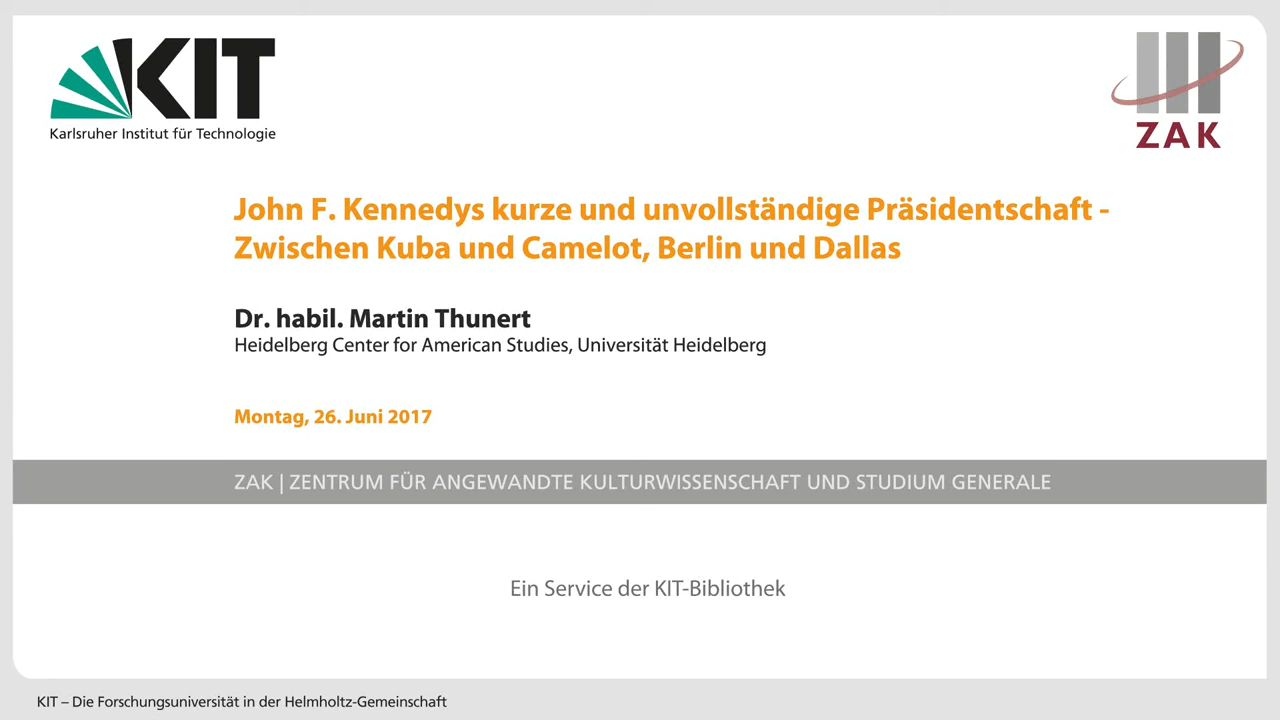 KIT
Karlsruher Institut für Technologie
ZAK
John F. Kennedys kurze und unvollständige Präsidentschaft -
Zwischen Kuba und Camelot, Berlin und Dallas
Dr. habil. Martin Thunert
Heidelberg Center for American Studies, Universität Heidelberg
Montag, 26. Juni 2017
ZAK | ZENTRUM FÜR ANGEWANDTE KULTURWISSENSCHAFT UND STUDIUM GENERALE
Ein Service der KIT-Bibliothek
KIT – Die Forschungsuniversität in der Helmholtz-Gemeinschaft